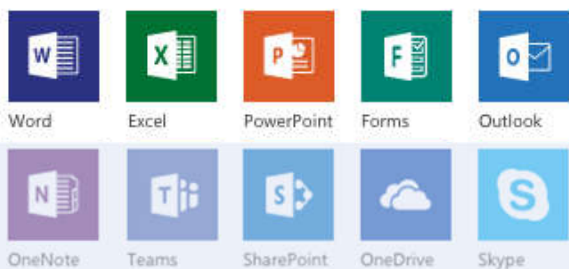 W X P F O
Word Excel PowerPoint Forms Outlook
N T S S
OneNote Teams SharePoint OneDrive Skype